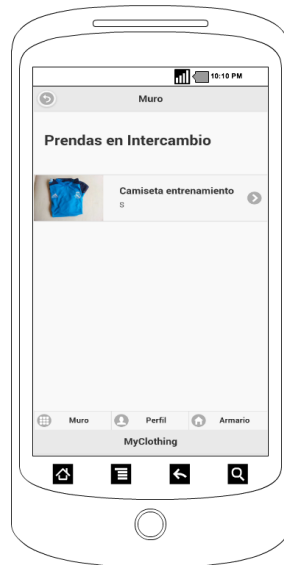 10:10 PM
Muro
Prendas en Intercambio
Camiseta entrenamiento
S
Muro Perfil Armario
MyClothing